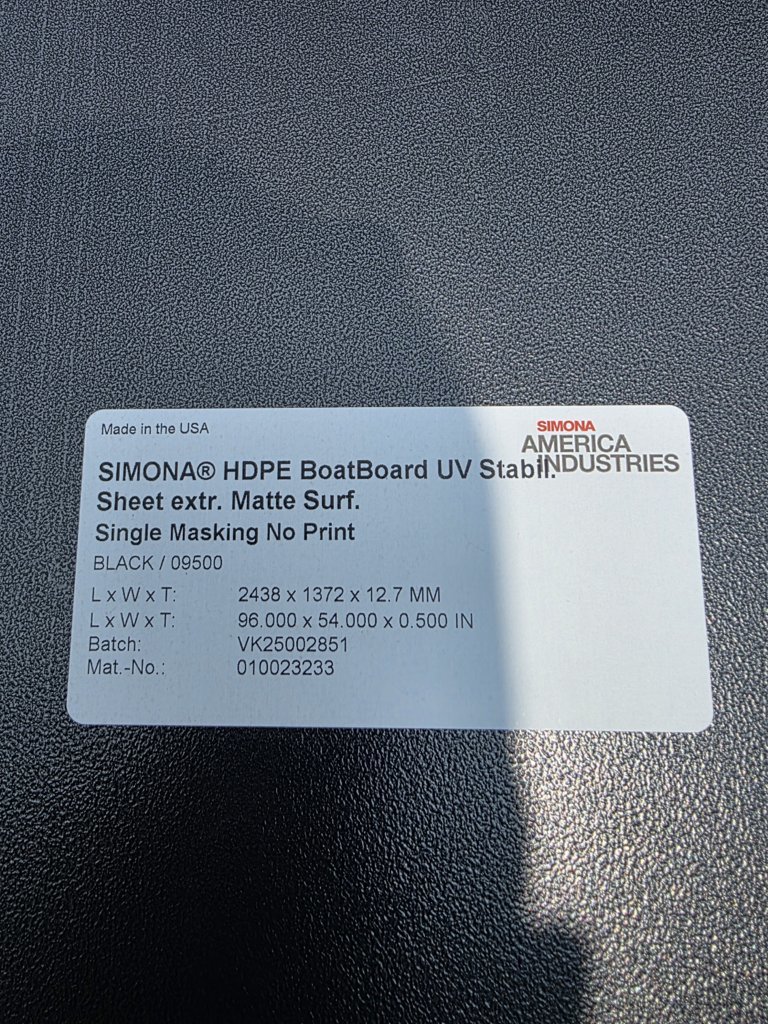 Made in the USA
SIMONA
AMERICA
INDUSTRIES
SIMONA® HDPE BoatBoard UV Stabil.
Sheet extr. Matte Surf.
Single Masking No Print
BLACK / 09500
L x W x T: 2438 x 1372 x 12.7 MM
L x W x T: 96.000 x 54.000 x 0.500 IN
Batch: VK25002851
Mat.-No.: 010023233